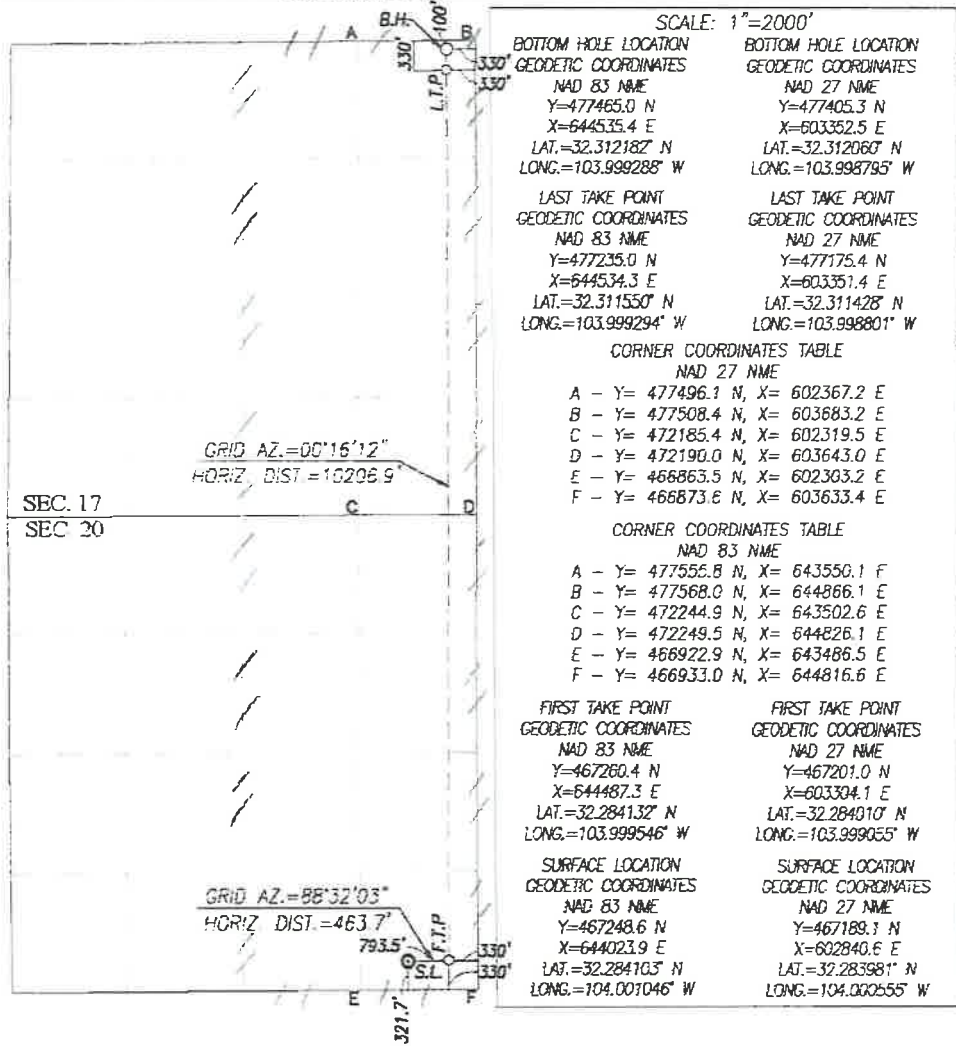 B.H.
100'
A
B
330'
330'
330'
L.T.P.
GRID AZ.=00°16'12"
HORIZ. DIST.=10206.9'
SEC. 17
SEC. 20
C
D
GRID AZ.=88°32'03"
HORIZ. DIST.=463.7'
793.5'
F.T.P.
330'
S.L.
330'
E
F
321.7'
SCALE: 1"=2000'
BOTTOM HOLE LOCATION
GEODETIC COORDINATES
NAD 83 NME
Y=477465.0 N
X=644535.4 E
LAT.=32.312182° N
LONG.=103.999288° W
BOTTOM HOLE LOCATION
GEODETIC COORDINATES
NAD 27 NME
Y=477405.3 N
X=603352.5 E
LAT.=32.312060° N
LONG.=103.998795° W
LAST TAKE POINT
GEODETIC COORDINATES
NAD 83 NME
Y=477235.0 N
X=644534.3 E
LAT.=32.311550° N
LONG.=103.999294° W
LAST TAKE POINT
GEODETIC COORDINATES
NAD 27 NME
Y=477175.4 N
X=603351.4 E
LAT.=32.311428° N
LONG.=103.998801° W
CORNER COORDINATES TABLE
NAD 27 NME
A - Y= 477496.1 N, X= 602367.2 E
B - Y= 477508.4 N, X= 603683.2 E
C - Y= 472185.4 N, X= 602319.5 E
D - Y= 472190.0 N, X= 603643.0 E
E - Y= 466863.5 N, X= 602303.2 E
F - Y= 466873.6 N, X= 603633.4 E
CORNER COORDINATES TABLE
NAD 83 NME
A - Y= 477555.8 N, X= 643550.1 E
B - Y= 477568.0 N, X= 644866.1 E
C - Y= 472244.9 N, X= 643502.6 E
D - Y= 472249.5 N, X= 644826.1 E
E - Y= 466922.9 N, X= 643486.5 E
F - Y= 466933.0 N, X= 644816.6 E
FIRST TAKE POINT
GEODETIC COORDINATES
NAD 83 NME
Y=467260.4 N
X=644487.3 E
LAT.=32.284132° N
LONG.=103.999546° W
FIRST TAKE POINT
GEODETIC COORDINATES
NAD 27 NME
Y=467201.0 N
X=603304.1 E
LAT.=32.284010° N
LONG.=103.999055° W
SURFACE LOCATION
GEODETIC COORDINATES
NAD 83 NME
Y=467248.6 N
X=644023.9 E
LAT.=32.284103° N
LONG.=104.001046° W
SURFACE LOCATION
GEODETIC COORDINATES
NAD 27 NME
Y=467189.1 N
X=602840.6 E
LAT.=32.283981° N
LONG.=104.000555° W